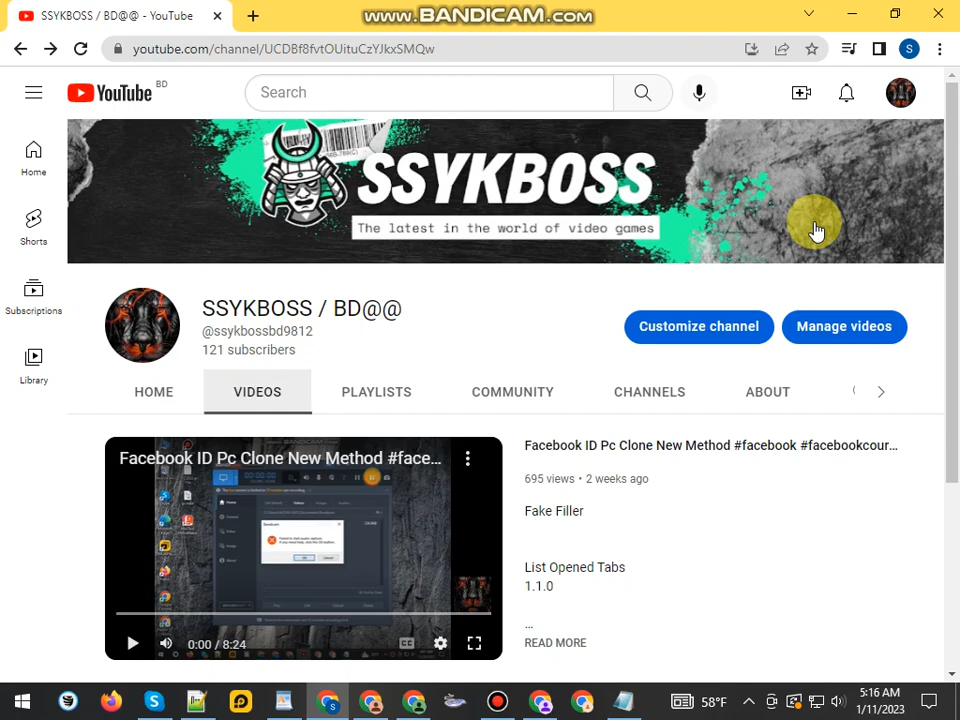 SSYKBOSS / BD@@ - YouTube
www.BANDICAM.com
youtube.com/channel/UCDBf8fvtOUituCzYJkxSMQw
S
YouTube BD
Search
Home
Shorts
Subscriptions
Library
SSYKBOSS
The latest in the world of video games
SSYKBOSS / BD@@
@ssykbossbd9812
121 subscribers
Customize channel
Manage videos
HOME
VIDEOS
PLAYLISTS
COMMUNITY
CHANNELS
ABOUT
Facebook ID Pc Clone New Method #face...
0:00 / 8:24
Facebook ID Pc Clone New Method #facebook #facebookcour...
695 views • 2 weeks ago
Fake Filler
List Opened Tabs
1.1.0
...
READ MORE
58°F
5:16 AM
1/11/2023